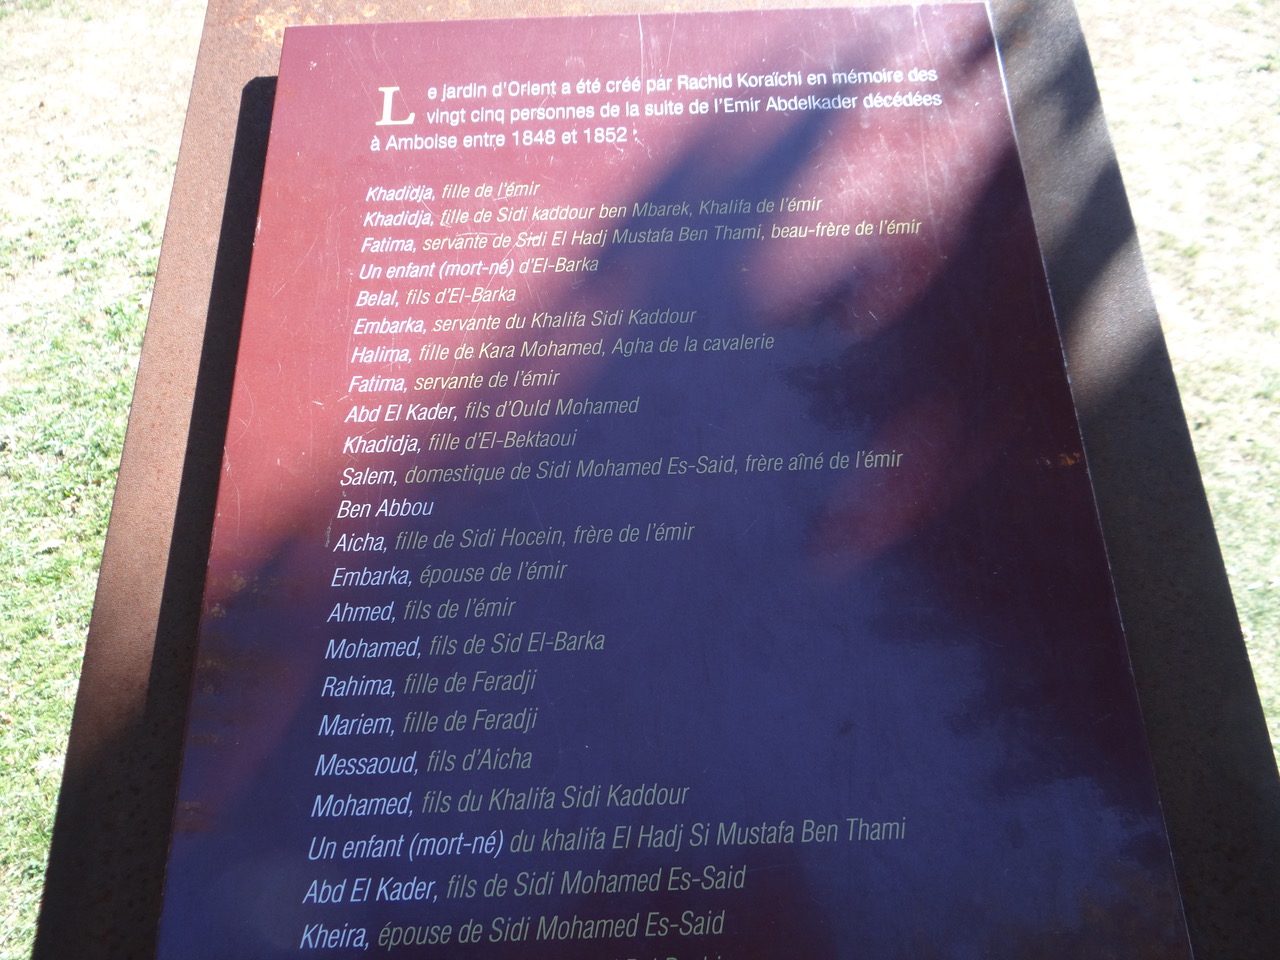 Le jardin d'Orient a été créé par Rachid Koraïchi en mémoire des
vingt cinq personnes de la suite de l'Emir Abdelkader décédées
à Amboise entre 1848 et 1852 :
Khadidja, fille de l'émir
Khadidja, fille de Sidi kaddour ben Mbarek, Khalifa de l'émir
Fatima, servante de Sidi El Hadj Mustafa Ben Thami, beau-frère de l'émir
Un enfant (mort-né) d'El-Barka
Belal, fils d'El-Barka
Embarka, servante du Khalifa Sidi Kaddour
Halima, fille de Kara Mohamed, Agha de la cavalerie
Fatima, servante de l'émir
Abd El Kader, fils d'Ould Mohamed
Khadidja, fille d'El-Bektaoui
Salem, domestique de Sidi Mohamed Es-Said, frère aîné de l'émir
Ben Abbou
Aicha, fille de Sidi Hocein, frère de l'émir
Embarka, épouse de l'émir
Ahmed, fils de l'émir
Mohamed, fils de Sid El-Barka
Rahima, fille de Feradji
Mariem, fille de Feradji
Messaoud, fils d'Aicha
Mohamed, fils du Khalifa Sidi Kaddour
Un enfant (mort-né) du khalifa El Hadj Si Mustafa Ben Thami
Abd El Kader, fils de Sidi Mohamed Es-Said
Kheira, épouse de Sidi Mohamed Es-Said